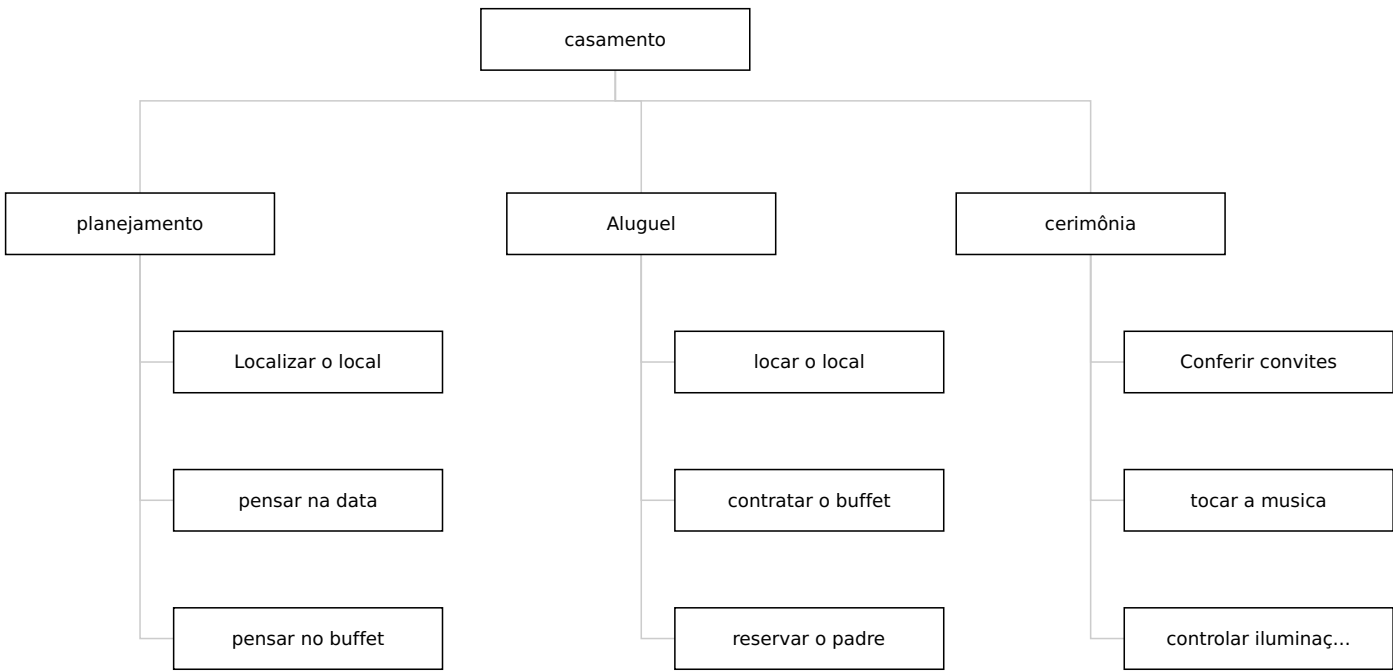 casamento
planejamento
Aluguel
cerimônia
Localizar o local
locar o local
Conferir convites
pensar na data
contratar o buffet
tocar a musica
pensar no buffet
reservar o padre
controlar iluminaç...